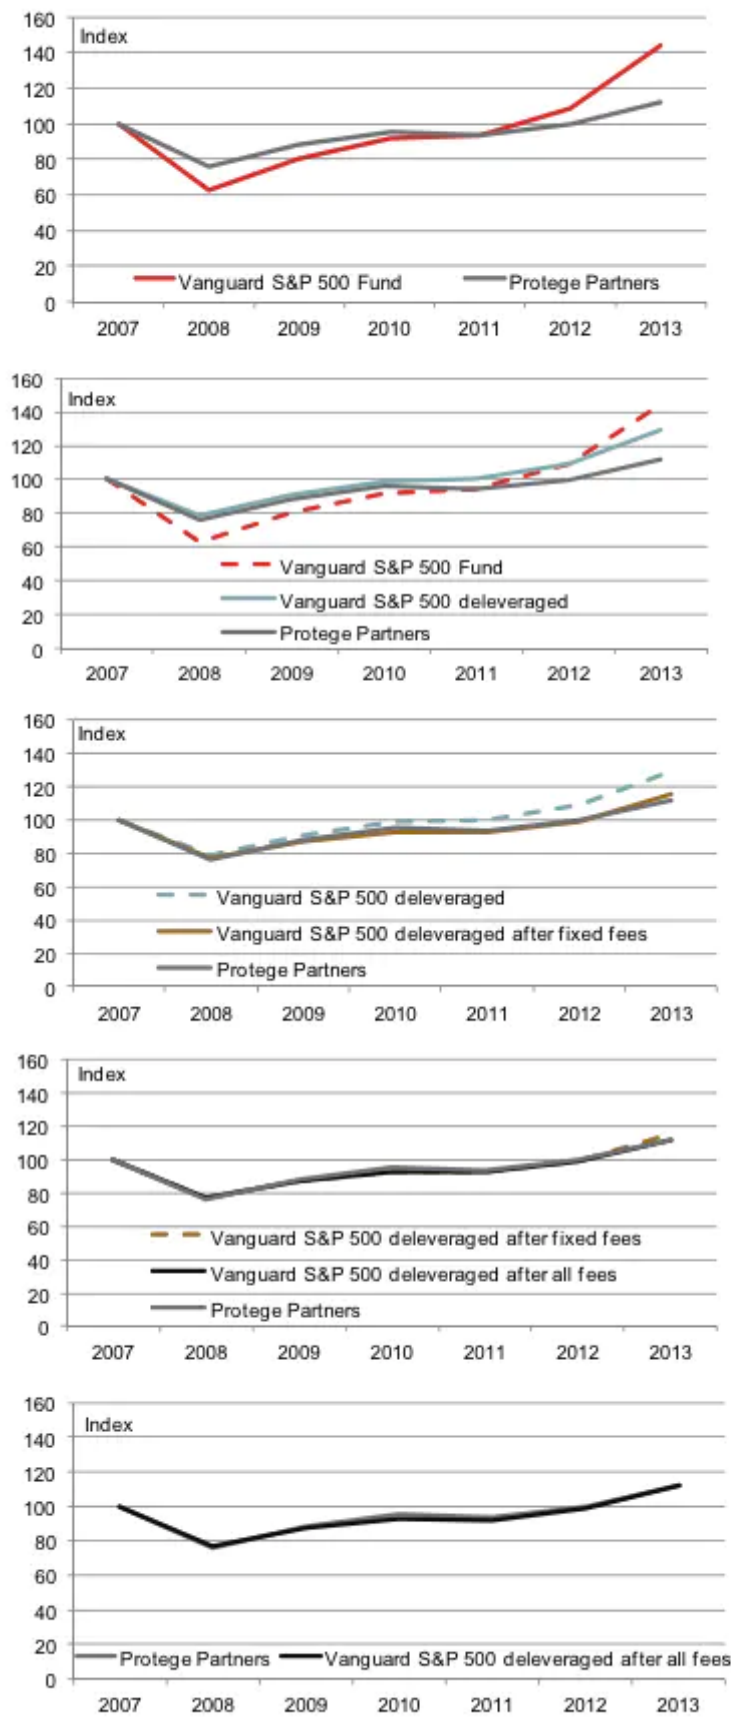 160
Index
140
120
100
80
60
40
20
Vanguard S&P 500 Fund Protege Partners
0
2007 2008 2009 2010 2011 2012 2013
160
Index
140
120
100
80
60
Vanguard S&P 500 Fund
40
Vanguard S&P 500 deleveraged
20
Protege Partners
0
2007 2008 2009 2010 2011 2012 2013
160
Index
140
120
100
80
60
Vanguard S&P 500 deleveraged
40
Vanguard S&P 500 deleveraged after fixed fees
20
Protege Partners
0
2007 2008 2009 2010 2011 2012 2013
160
Index
140
120
100
80
60
Vanguard S&P 500 deleveraged after fixed fees
40
Vanguard S&P 500 deleveraged after all fees
20
Protege Partners
0
2007 2008 2009 2010 2011 2012 2013
160
Index
140
120
100
80
60
40
20
Protege Partners Vanguard S&P 500 deleveraged after all fees
0
2007 2008 2009 2010 2011 2012 2013